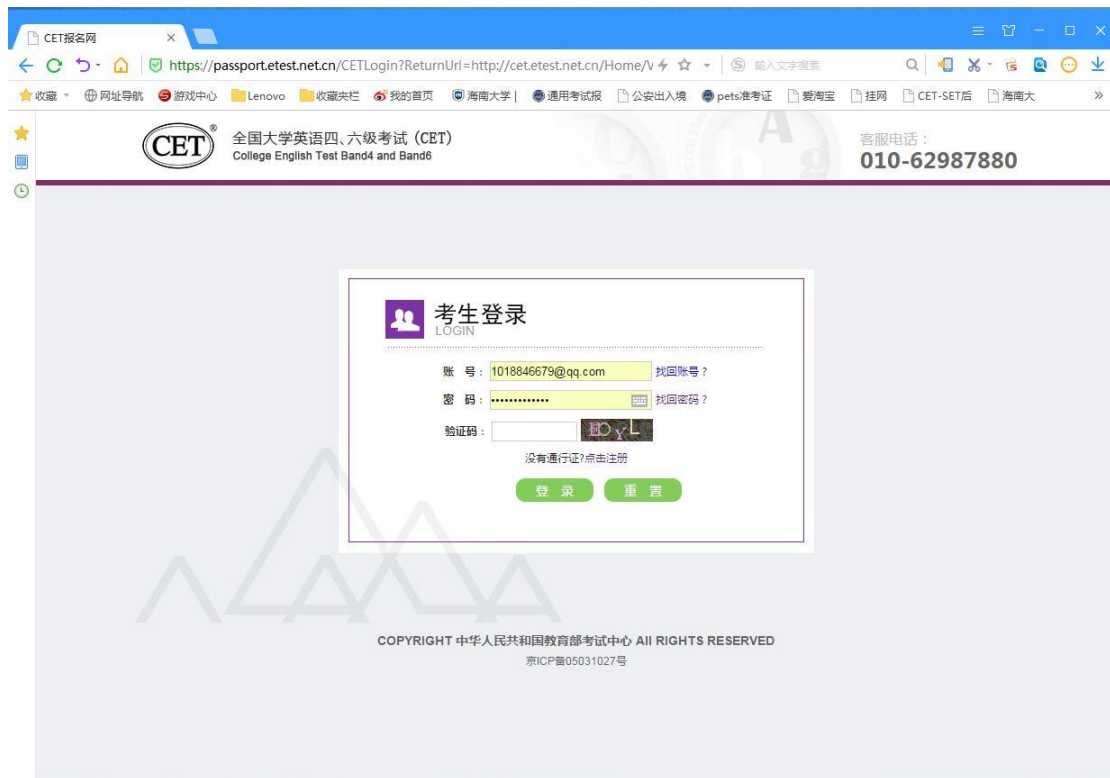 CET报名网
https://passport.etest.net.cn/CETLogin?ReturnUrl=http://cet.etest.net.cn/Home/V
输入文字搜索
收藏 网址导航 游戏中心 Lenovo 收藏夹栏 我的首页 海南大学| 通用考试报 公安出入境 pets准考证 爱淘宝 挂网 CET-SET后 海南大 »
CET®
全国大学英语四、六级考试（CET）
College English Test Band4 and Band6
客服电话：
010-62987880
考生登录
LOGIN
账 号： 1018846679@qq.com 找回账号？
密 码： ••••••••••••• 找回密码？
验证码：
没有通行证?点击注册
登 录 重 置
COPYRIGHT 中华人民共和国教育部考试中心 All RIGHTS RESERVED
京ICP备05031027号